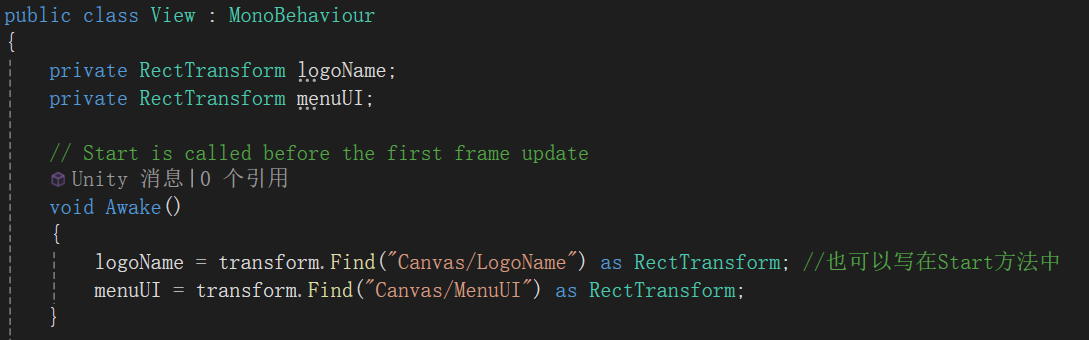 public class View : MonoBehaviour
{
    private RectTransform logoName;
    private RectTransform menuUI;
    // Start is called before the first frame update
    Unity 消息|0 个引用
    void Awake()
    {
        logoName = transform.Find("Canvas/LogoName") as RectTransform; //也可以写在Start方法中
        menuUI = transform.Find("Canvas/MenuUI") as RectTransform;
    }